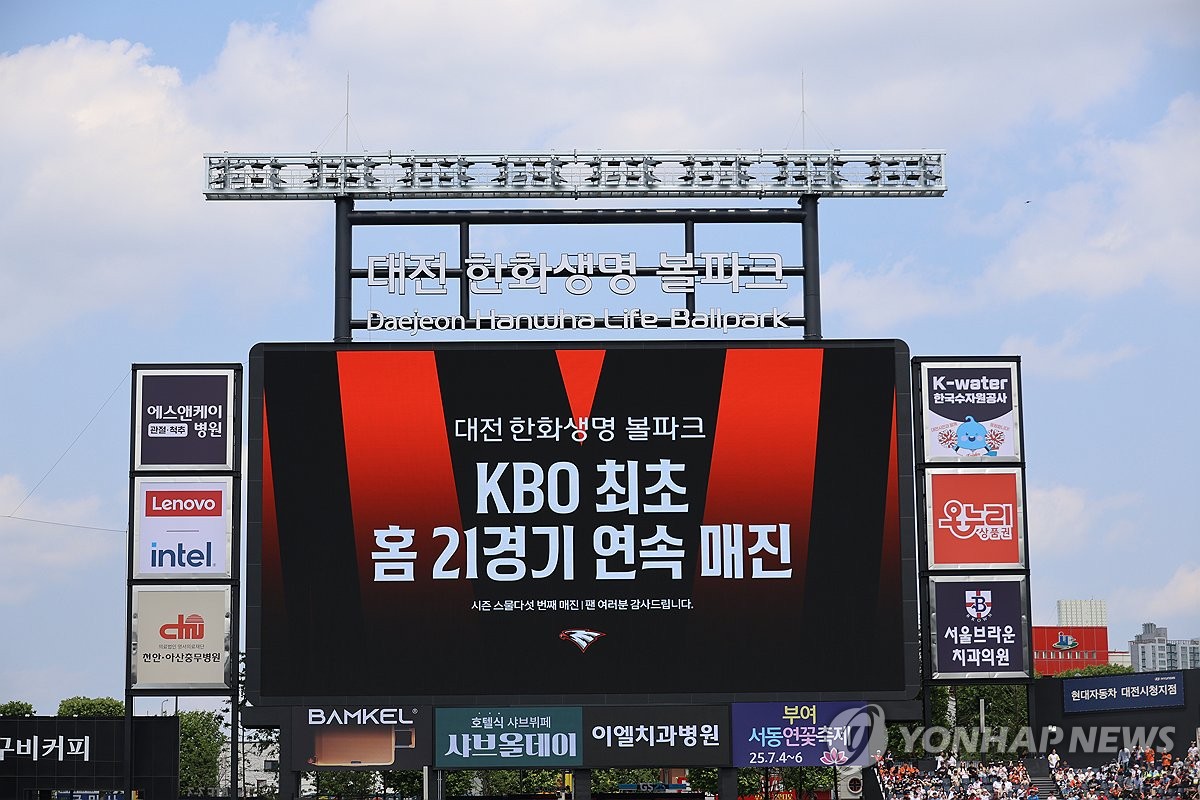 대전 한화생명 볼파크
Daejeon Hanwha Life Ballpark
대전 한화생명 볼파크
KBO 최초
홈 21경기 연속 매진
시즌 스물다섯 번째 매진 | 팬 여러분 감사드립니다.
에스앤케이
관절·척추 병원
Lenovo
intel
천안·아산충무병원
K-water
한국수자원공사
온누리
상품권
B
서울브라운
치과의원
BAMKEL®
호텔식 샤브뷔페
샤브올데이
이엘치과병원
부여
서동연꽃축제
25.7.4~6
구비커피
현대자동차 대전시청지점
YONHAP NEWS